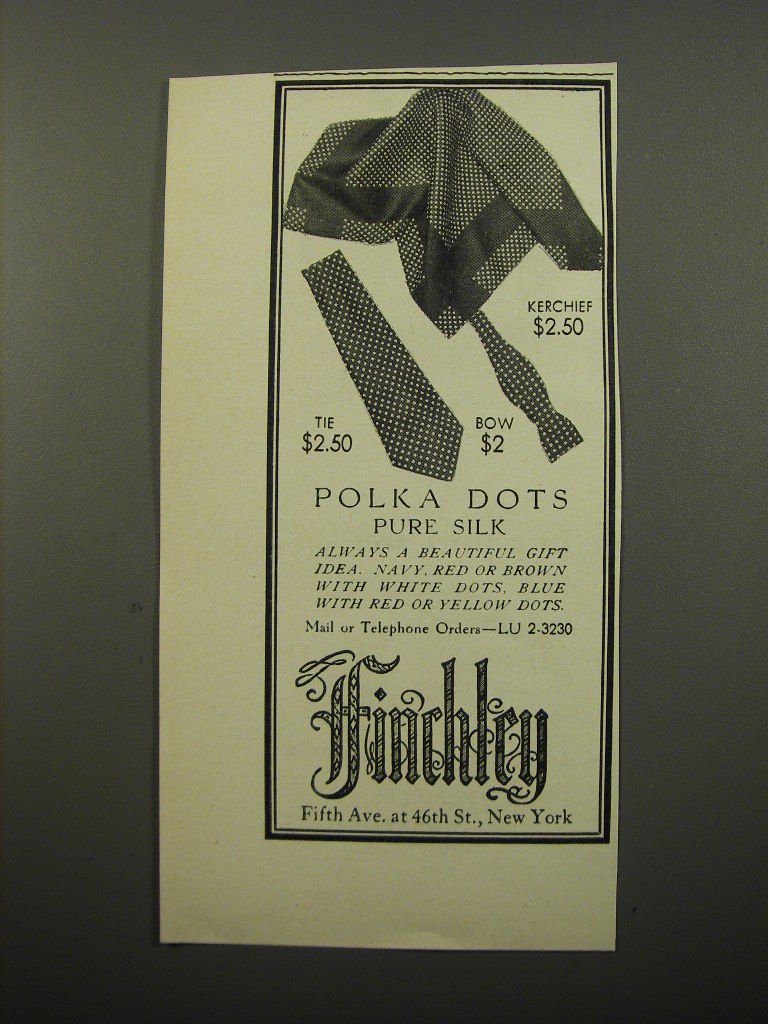 KERCHIEF
$2.50
TIE
$2.50
BOW
$2
POLKA DOTS
PURE SILK
ALWAYS A BEAUTIFUL GIFT
IDEA. NAVY, RED OR BROWN
WITH WHITE DOTS, BLUE
WITH RED OR YELLOW DOTS.
Mail or Telephone Orders—LU 2-3230
Finchley
Fifth Ave. at 46th St., New York